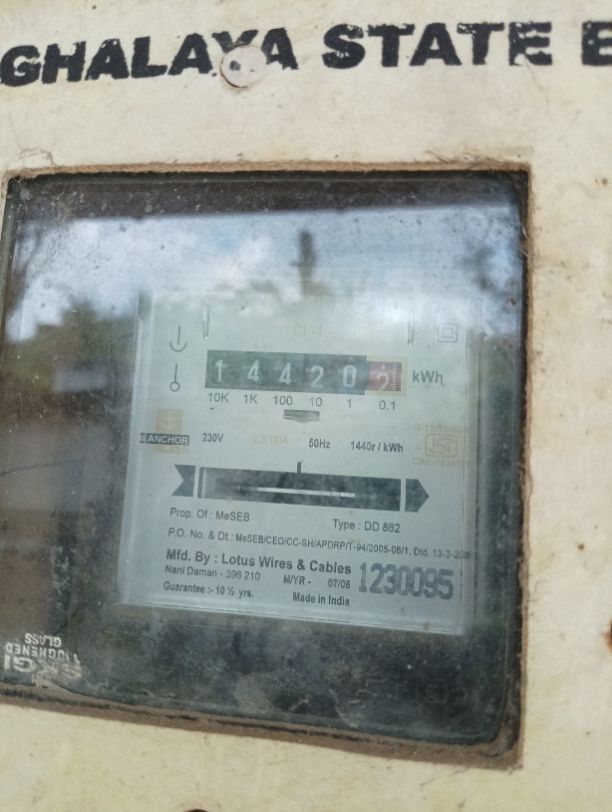 GHALAYA STATE E
CL-1
1 4 4 2 0 2 kWh
10K 1K 100 10 1 0.1
ANCHOR 230V 50Hz 1440r / kWh
Prop. Of : MeSEB Type : DD 862
P.O. No. & Dt.: MeSEB/CEO/CC-SH/APDRP/T-94/2005-06/1, Dtd. 13-2-
Mfd. By : Lotus Wires & Cables
Nani Daman - 396 210 M/YR - 07/06 1230095
Guarantee :- 10 ½ yrs. Made in India
TOUGHENED
GLASS